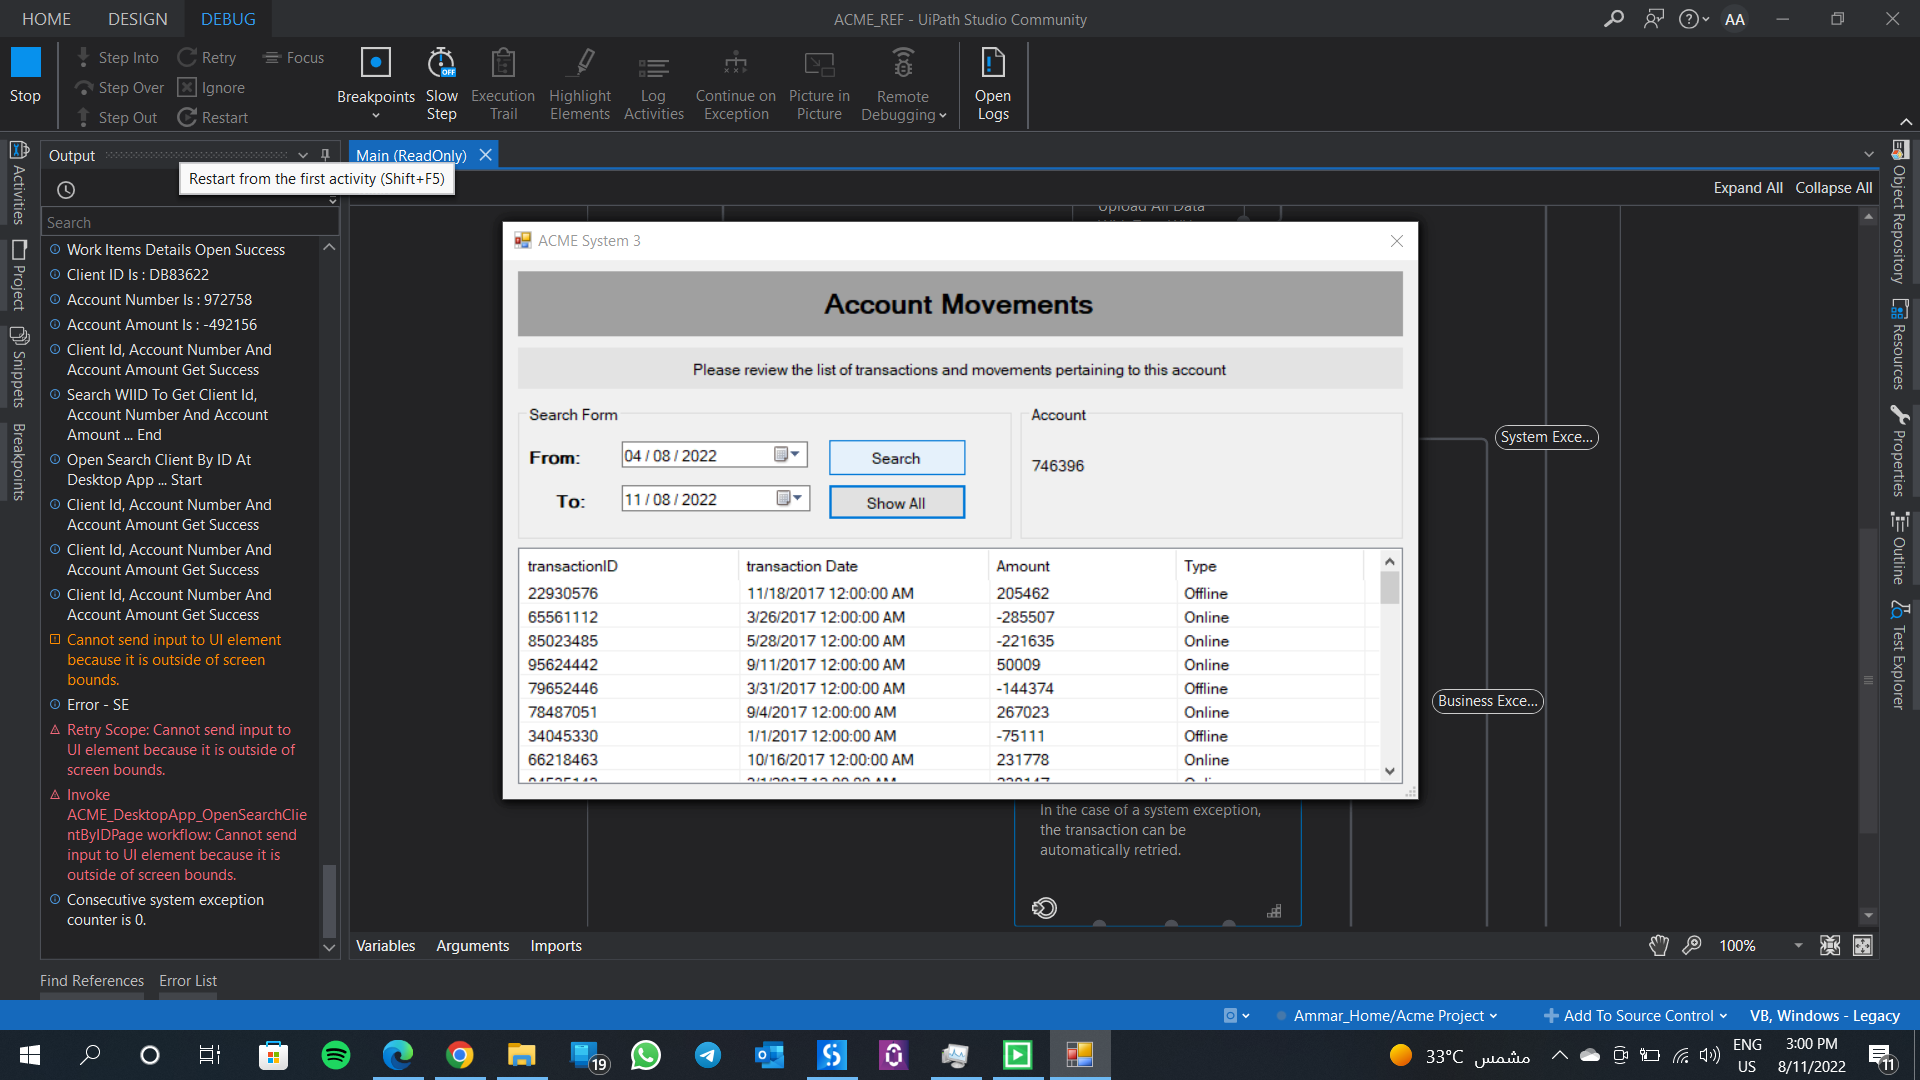 HOME DESIGN DEBUG
ACME_REF - UiPath Studio Community
AA
Stop
Step Into
Step Over
Step Out
Retry
Ignore
Restart
Focus
Breakpoints
Slow
Step
Execution
Trail
Highlight
Elements
Log
Activities
Continue on
Exception
Picture in
Picture
Remote
Debugging
Open
Logs
Activities
Project
Snippets
Breakpoints
Output
Main (ReadOnly)
Restart from the first activity (Shift+F5)
Expand All Collapse All
Search
Work Items Details Open Success
Client ID Is : DB83622
Account Number Is : 972758
Account Amount Is : -492156
Client Id, Account Number And
Account Amount Get Success
Search WIID To Get Client Id,
Account Number And Account
Amount ... End
Open Search Client By ID At
Desktop App ... Start
Client Id, Account Number And
Account Amount Get Success
Client Id, Account Number And
Account Amount Get Success
Client Id, Account Number And
Account Amount Get Success
Cannot send input to UI element
because it is outside of screen
bounds.
Error - SE
Retry Scope: Cannot send input to
UI element because it is outside of
screen bounds.
Invoke
ACME_DesktopApp_OpenSearchClie
ntByIDPage workflow: Cannot send
input to UI element because it is
outside of screen bounds.
Consecutive system exception
counter is 0.
Upload All Data
ACME System 3
Account Movements
Please review the list of transactions and movements pertaining to this account
Search Form
From: 04 / 08 / 2022 Search
To: 11 / 08 / 2022 Show All
Account
746396
transactionID transaction Date Amount Type
22930576 11/18/2017 12:00:00 AM 205462 Offline
65561112 3/26/2017 12:00:00 AM -285507 Online
85023485 5/28/2017 12:00:00 AM -221635 Online
95624442 9/11/2017 12:00:00 AM 50009 Online
79652446 3/31/2017 12:00:00 AM -144374 Offline
78487051 9/4/2017 12:00:00 AM 267023 Online
34045330 1/1/2017 12:00:00 AM -75111 Offline
66218463 10/16/2017 12:00:00 AM 231778 Online
System Exce...
Business Exce...
In the case of a system exception,
the transaction can be
automatically retried.
Object Repository
Resources
Properties
Outline
Test Explorer
Variables Arguments Imports
100%
Find References Error List
Ammar_Home/Acme Project
Add To Source Control
VB, Windows - Legacy
19
33°C مشمس
ENG
US
3:00 PM
8/11/2022
11